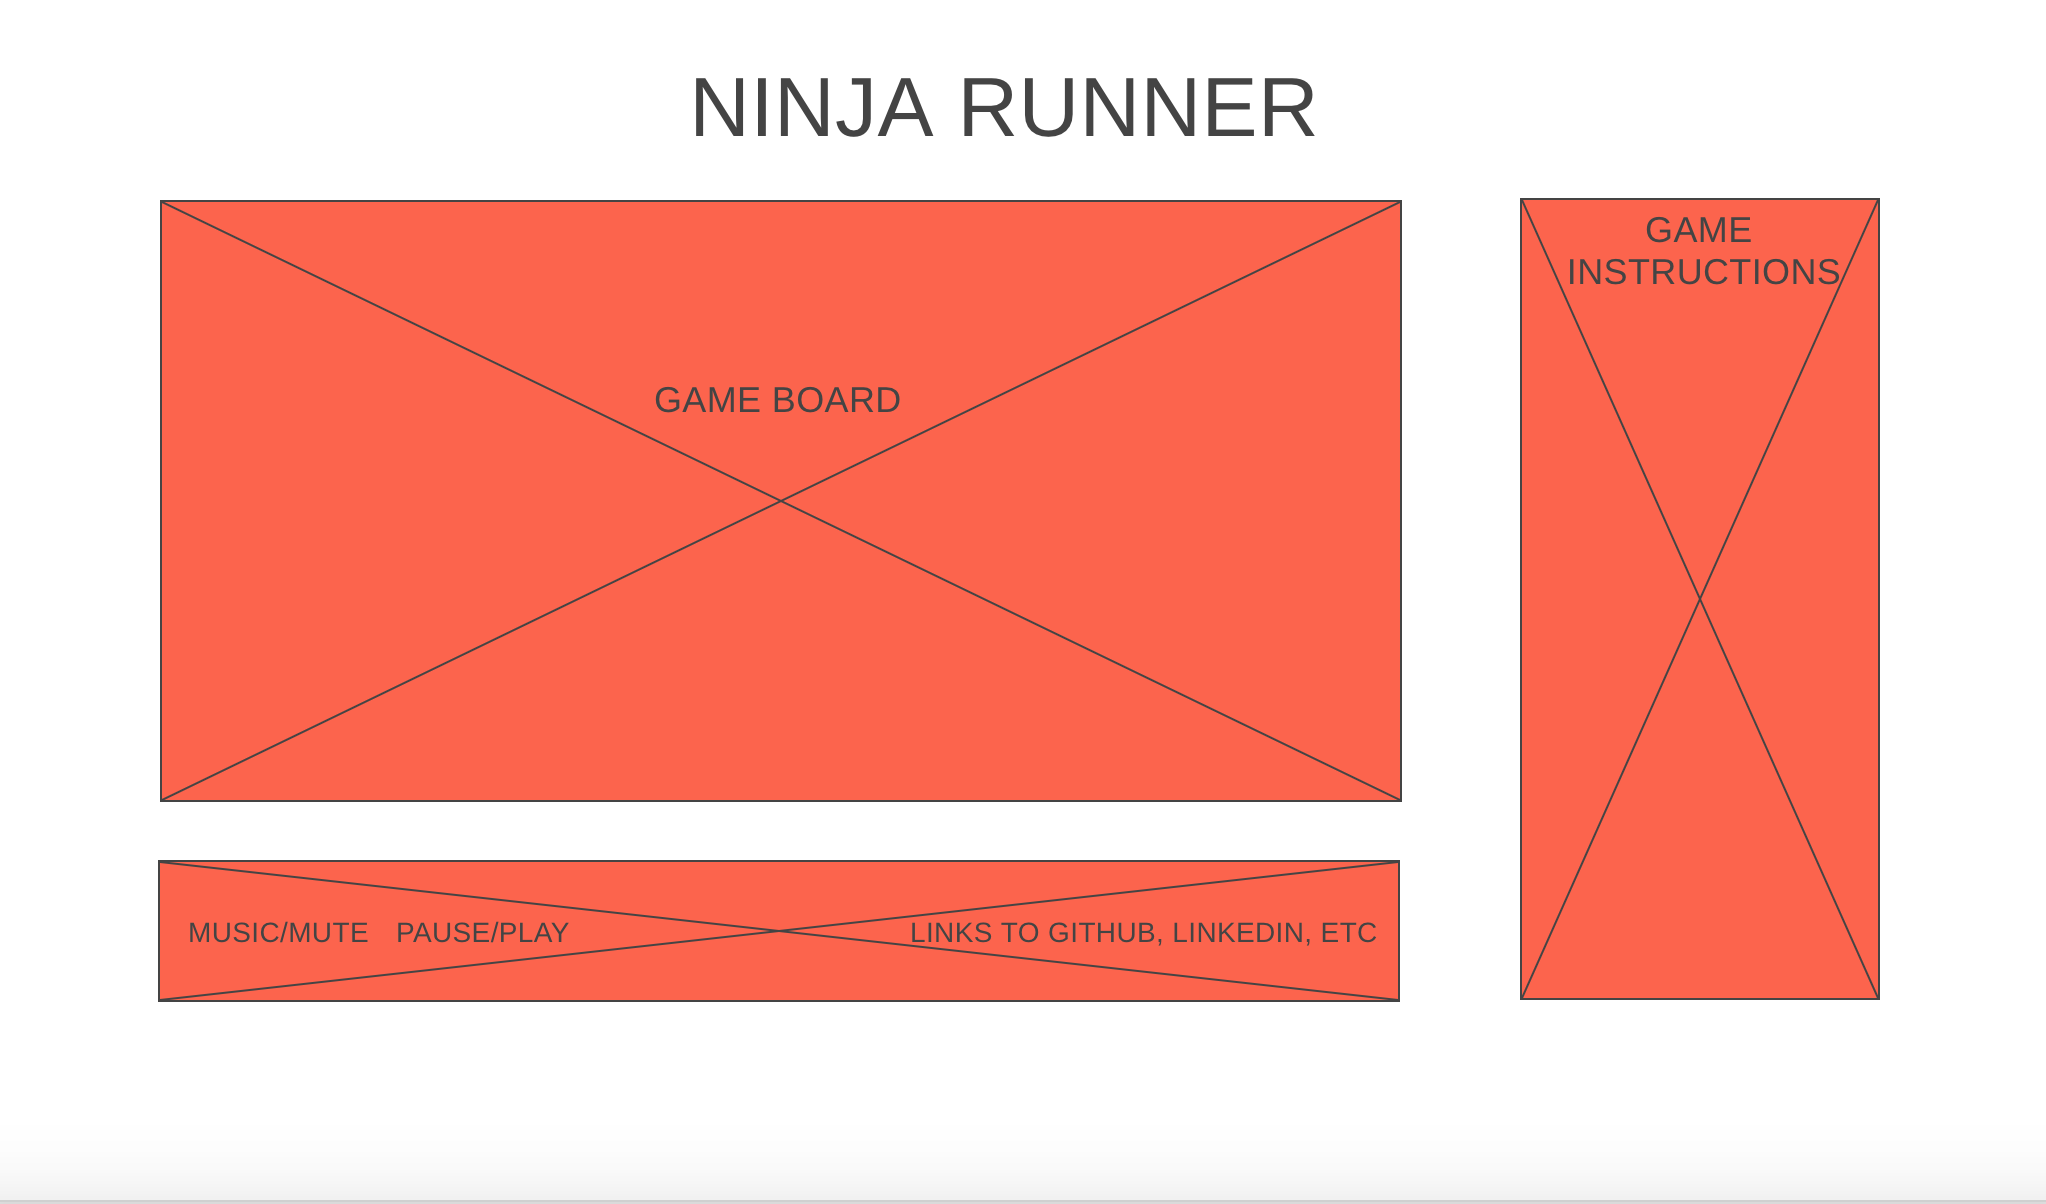 NINJA RUNNER
GAME BOARD
GAME
INSTRUCTIONS
MUSIC/MUTE PAUSE/PLAY LINKS TO GITHUB, LINKEDIN, ETC